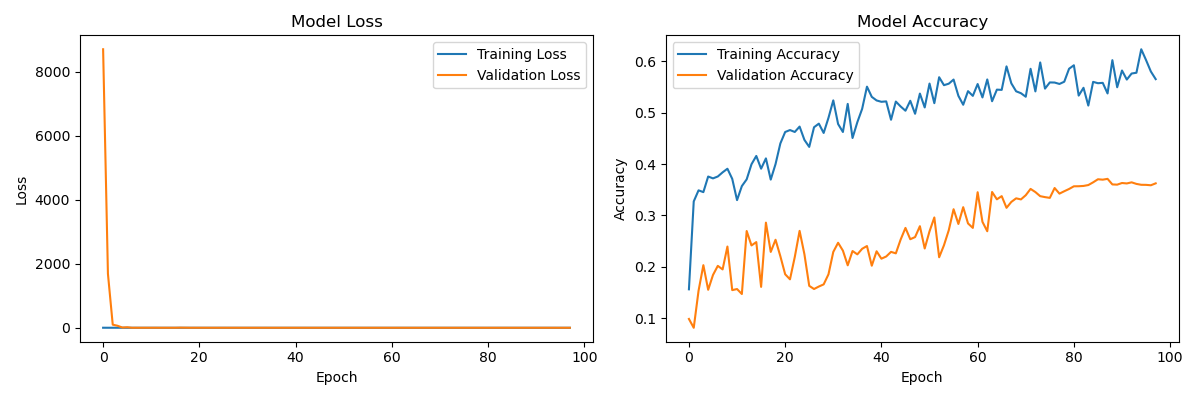 Model Loss
Training Loss
Validation Loss
8000
6000
4000
2000
0
Loss
0 20 40 60 80 100
Epoch
Model Accuracy
Training Accuracy
Validation Accuracy
0.6
0.5
0.4
0.3
0.2
0.1
Accuracy
0 20 40 60 80 100
Epoch